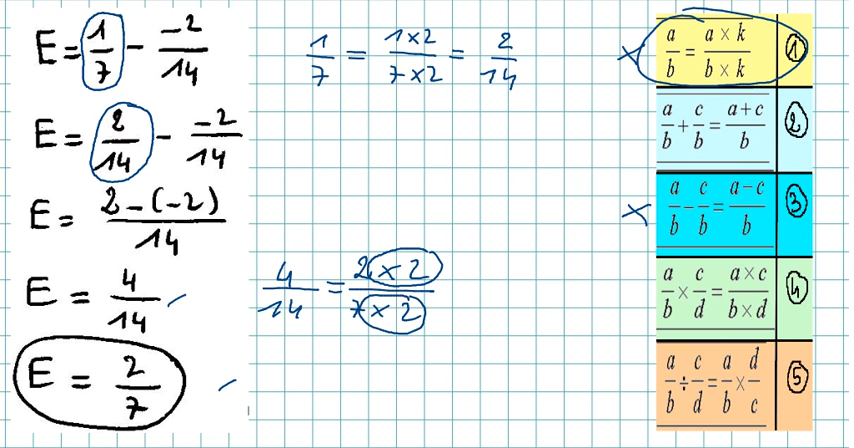 E = 1/7 - -2/14
E = 2/14 - -2/14
E = 2-(-2)/14
E = 4/14
E = 2/7
1/7 = 1×2/7×2 = 2/14
4/14 = 2×2/7×2
× a/b = a×k/b×k ①
a/b + c/b = a+c/b ②
× a/b - c/b = a-c/b ③
a/b × c/d = a×c/b×d ④
a/b ÷ c/d = a/b × d/c ⑤